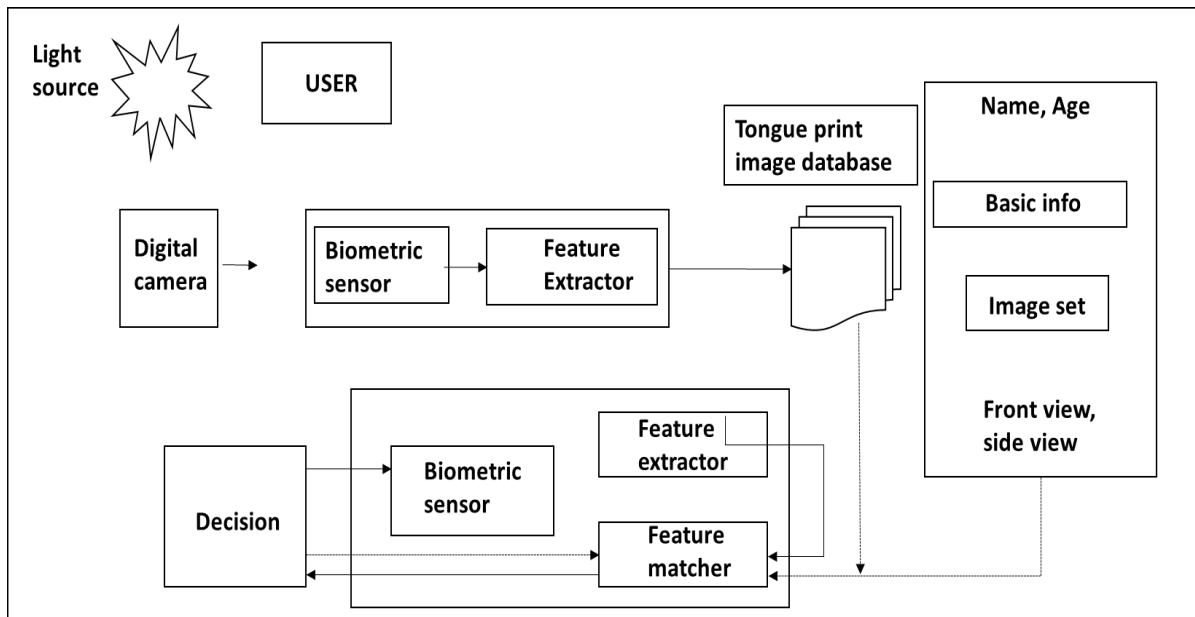 Light
source
USER
Name, Age
Tongue print
image database
Basic info
Digital
camera
Biometric
sensor
Feature
Extractor
Image set
Front view,
side view
Decision
Biometric
sensor
Feature
extractor
Feature
matcher